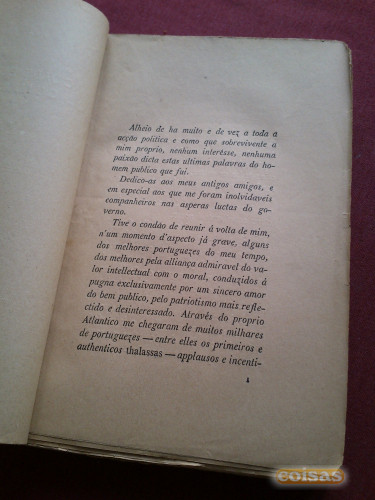 Alheio de ha muito e de vez a toda a
acção politica e como que sobrevivente a
mim proprio, nenhum interêsse, nenhuma
paixão dicta estas ultimas palavras do ho-
mem publico que fui.
Dedico-as aos meus antigos amigos, e
em especial aos que me foram inolvidaveis
companheiros nas asperas luctas do go-
verno.
Tive o condão de reunir á volta de mim,
n'um momento d'aspecto já grave, alguns
dos melhores portuguezes do meu tempo,
dos melhores pela alliança admiravel do va-
lor intellectual com o moral, conduzidos á
pugna exclusivamente por um sincero amor
do bem publico, pelo patriotismo mais refle-
ctido e desinteressado. Através do proprio
Atlantico me chegaram de muitos milhares
de portuguezes — entre elles os primeiros e
authenticos thalassas — applausos e incenti-
1
coisas